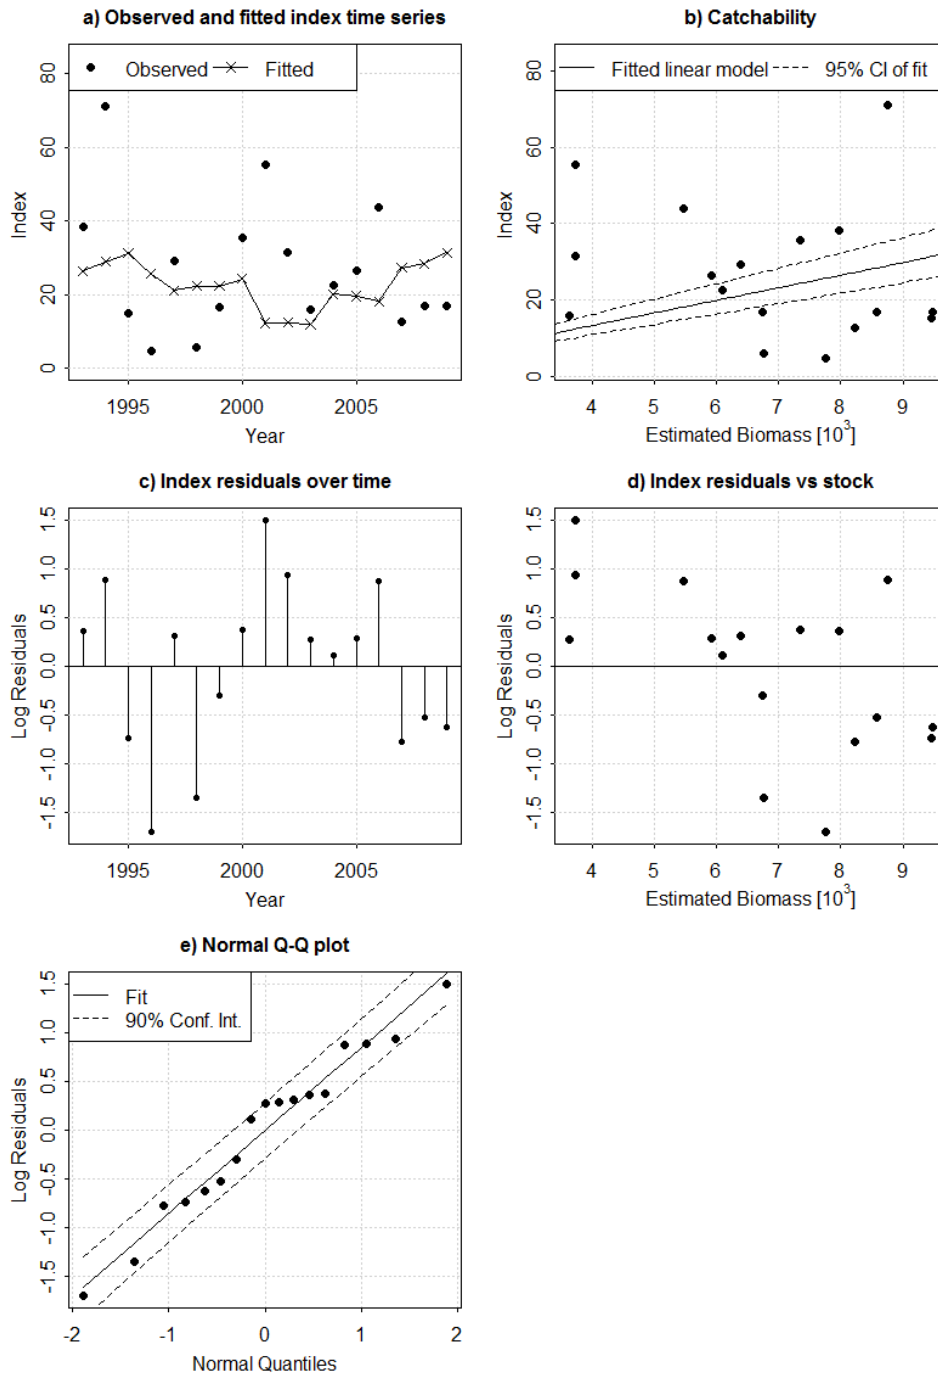 a) Observed and fitted index time series
Observed Fitted
Index
0 20 40 60 80
1995 2000 2005
Year
b) Catchability
Fitted linear model 95% CI of fit
Index
0 20 40 60 80
4 5 6 7 8 9
Estimated Biomass [10^3]
c) Index residuals over time
Log Residuals
-1.5 -1.0 -0.5 0.0 0.5 1.0 1.5
1995 2000 2005
Year
d) Index residuals vs stock
Log Residuals
-1.5 -1.0 -0.5 0.0 0.5 1.0 1.5
4 5 6 7 8 9
Estimated Biomass [10^3]
e) Normal Q-Q plot
Fit
90% Conf. Int.
Log Residuals
-1.5 -1.0 -0.5 0.0 0.5 1.0 1.5
-2 -1 0 1 2
Normal Quantiles